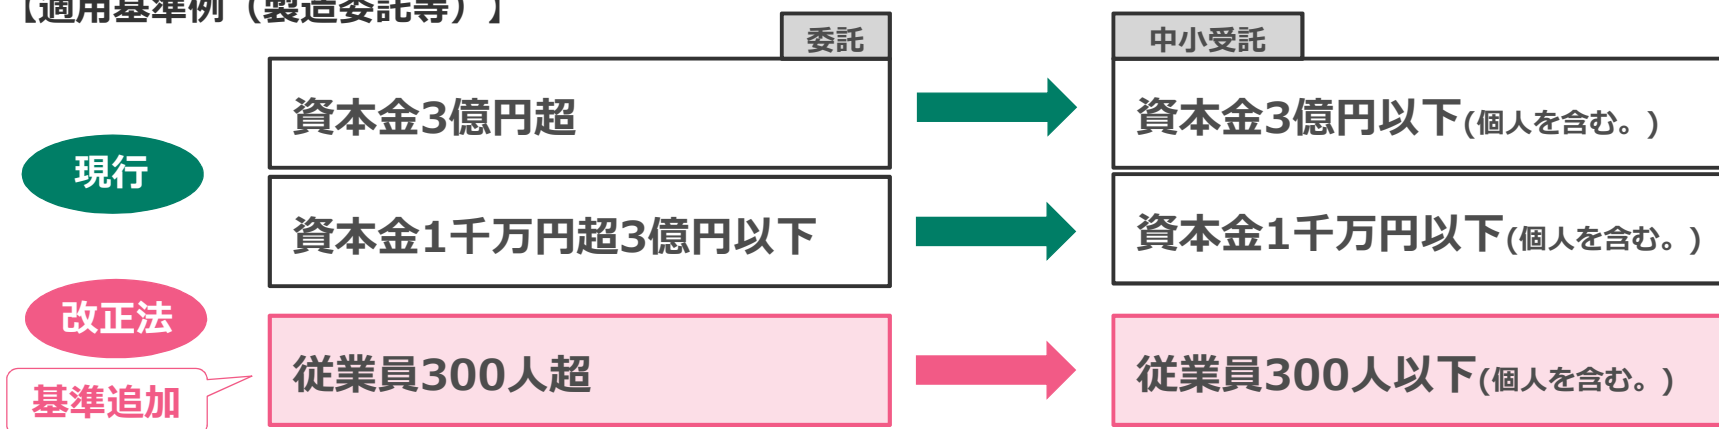 【適用基準例（製造委託等）】
委託
中小受託
現行
資本金3億円超
資本金3億円以下(個人を含む。)
資本金1千万円超3億円以下
資本金1千万円以下(個人を含む。)
改正法
基準追加
従業員300人超
従業員300人以下(個人を含む。)